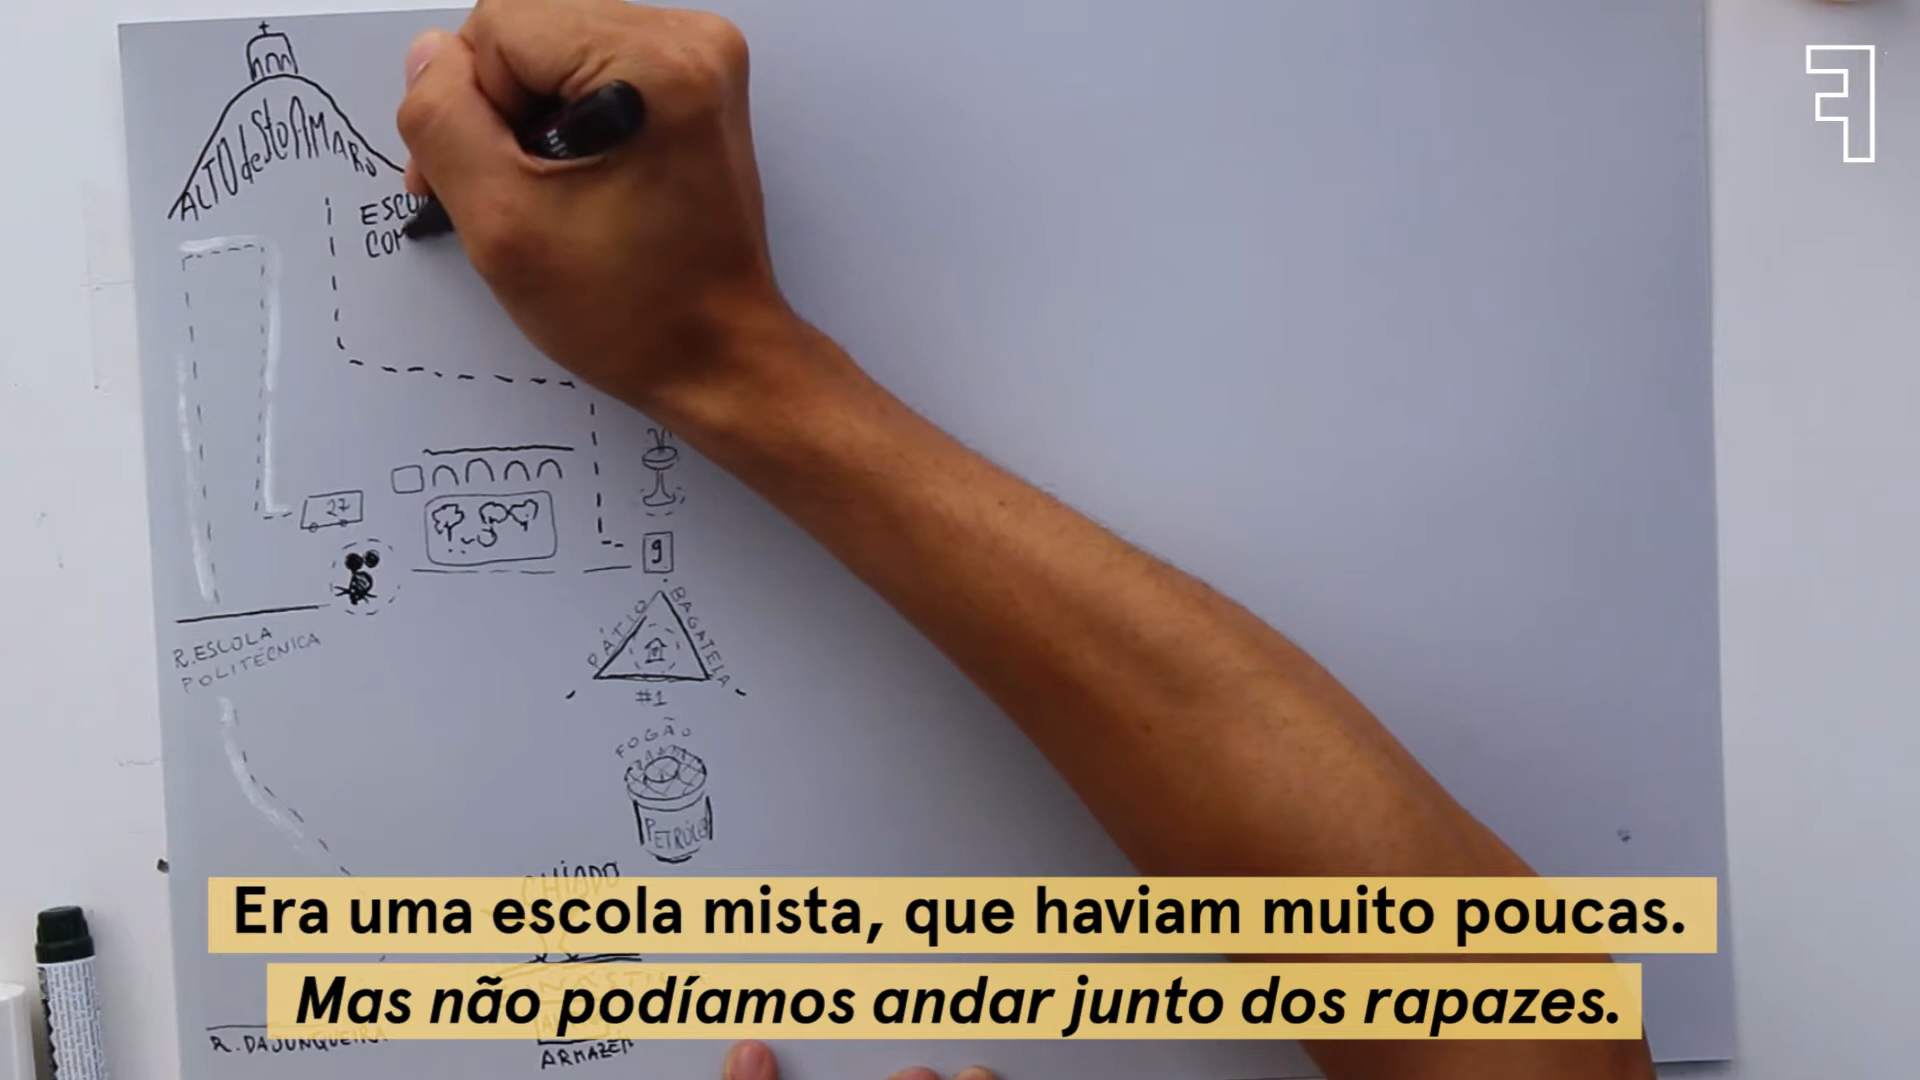 ALTO de Sto AMARO
ESCO
COM
27
9
PÁTIO BAGATELA
#1
R. ESCOLA
POLITÉCNICA
FOGÃO
PETRÓLEO
CHIADO
Era uma escola mista, que haviam muito poucas.
Mas não podíamos andar junto dos rapazes.
R. DA JUNQUEIRA
ARMAZÉM